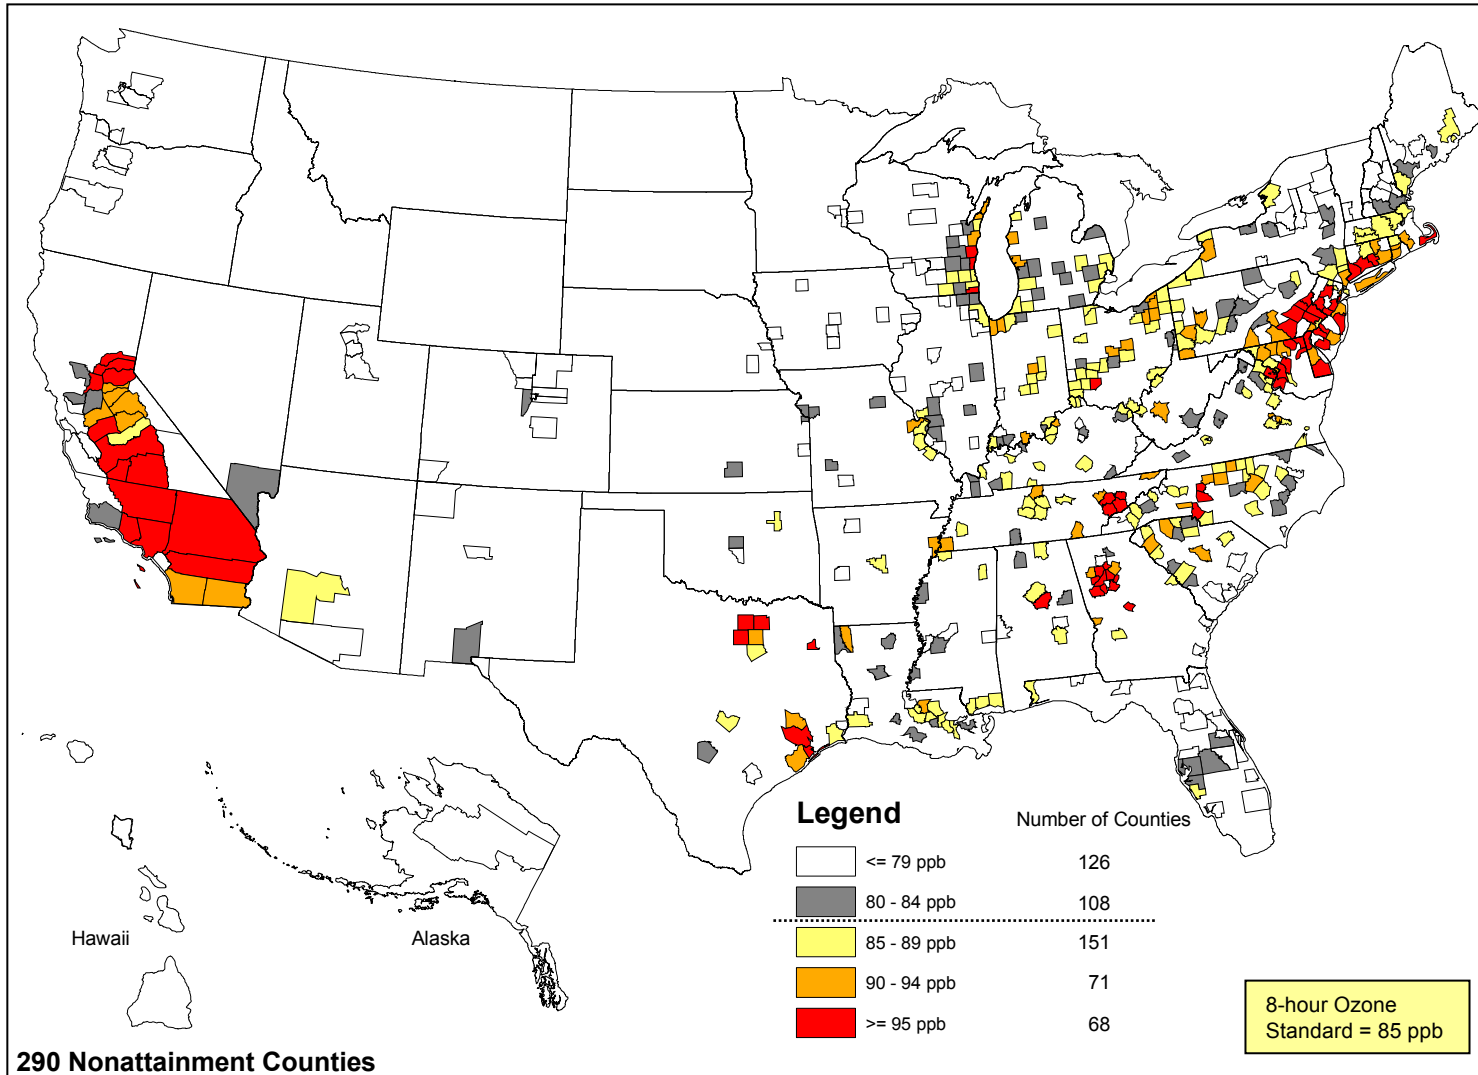 Legend
Number of Counties
<= 79 ppb 126
80 - 84 ppb 108
85 - 89 ppb 151
90 - 94 ppb 71
>= 95 ppb 68
Hawaii
Alaska
8-hour Ozone
Standard = 85 ppb
290 Nonattainment Counties